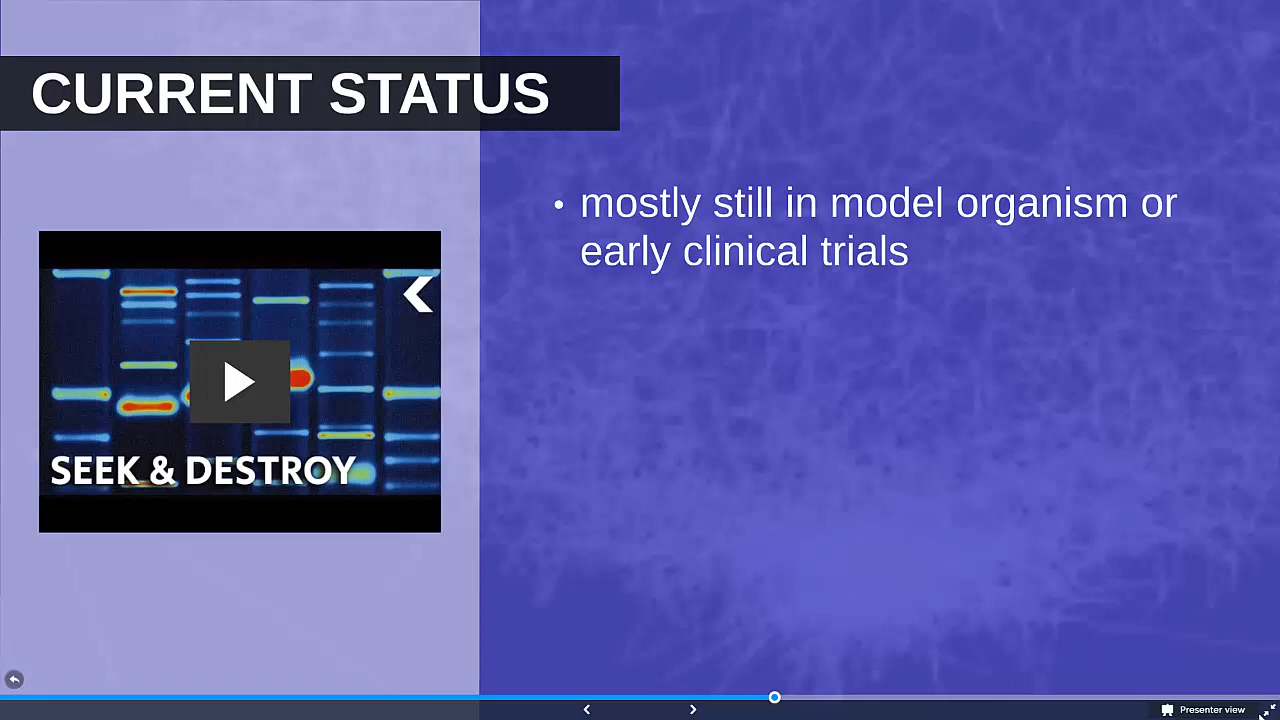 CURRENT STATUS
• mostly still in model organism or
early clinical trials
SEEK & DESTROY
Presenter view